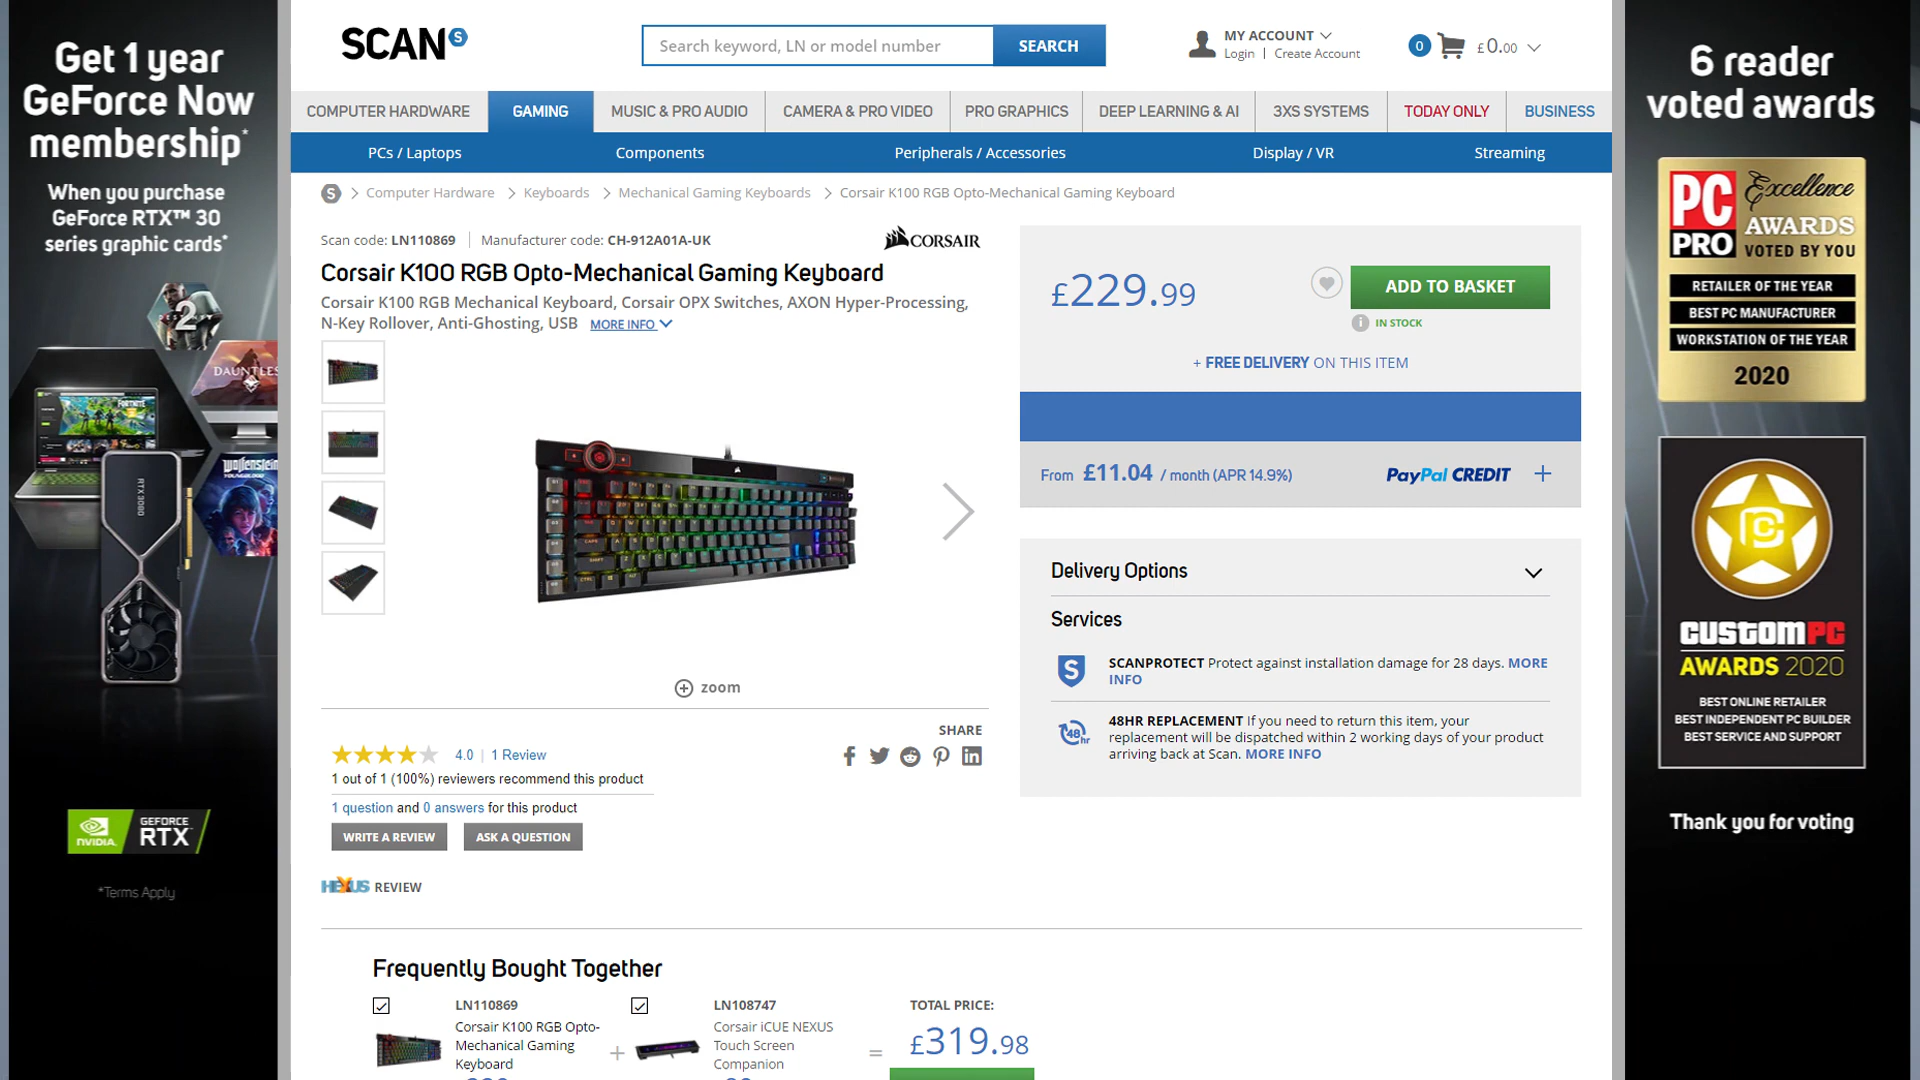 Get 1 year
GeForce Now
membership*
When you purchase
GeForce RTX™ 30
series graphic cards*
DESTINY 2
DAUNTLESS
FORTNITE
Wolfenstein
YOUNGBLOOD
RTX 3080
NVIDIA.
GEFORCE
RTX
*Terms Apply
SCAN S
Search keyword, LN or model number
SEARCH
MY ACCOUNT
Login | Create Account
0
£0.00
COMPUTER HARDWARE
GAMING
MUSIC & PRO AUDIO
CAMERA & PRO VIDEO
PRO GRAPHICS
DEEP LEARNING & AI
3XS SYSTEMS
TODAY ONLY
BUSINESS
PCs / Laptops
Components
Peripherals / Accessories
Display / VR
Streaming
S > Computer Hardware > Keyboards > Mechanical Gaming Keyboards > Corsair K100 RGB Opto-Mechanical Gaming Keyboard
Scan code: LN110869 | Manufacturer code: CH-912A01A-UK
CORSAIR
Corsair K100 RGB Opto-Mechanical Gaming Keyboard
Corsair K100 RGB Mechanical Keyboard, Corsair OPX Switches, AXON Hyper-Processing,
N-Key Rollover, Anti-Ghosting, USB MORE INFO
zoom
SHARE
4.0 | 1 Review
1 out of 1 (100%) reviewers recommend this product
1 question and 0 answers for this product
WRITE A REVIEW
ASK A QUESTION
HEXUS REVIEW
£229.99
ADD TO BASKET
i IN STOCK
+ FREE DELIVERY ON THIS ITEM
From £11.04 / month (APR 14.9%)
PayPal CREDIT +
Delivery Options
Services
S
SCANPROTECT Protect against installation damage for 28 days. MORE
INFO
48hr
48HR REPLACEMENT If you need to return this item, your
replacement will be dispatched within 2 working days of your product
arriving back at Scan. MORE INFO
Frequently Bought Together
LN110869
Corsair K100 RGB Opto-
Mechanical Gaming
Keyboard
+
LN108747
Corsair iCUE NEXUS
Touch Screen
Companion
=
TOTAL PRICE:
£319.98
6 reader
voted awards
PC
PRO
Excellence
AWARDS
VOTED BY YOU
RETAILER OF THE YEAR
BEST PC MANUFACTURER
WORKSTATION OF THE YEAR
2020
PC
CUSTOMPC
AWARDS 2020
BEST ONLINE RETAILER
BEST INDEPENDENT PC BUILDER
BEST SERVICE AND SUPPORT
Thank you for voting